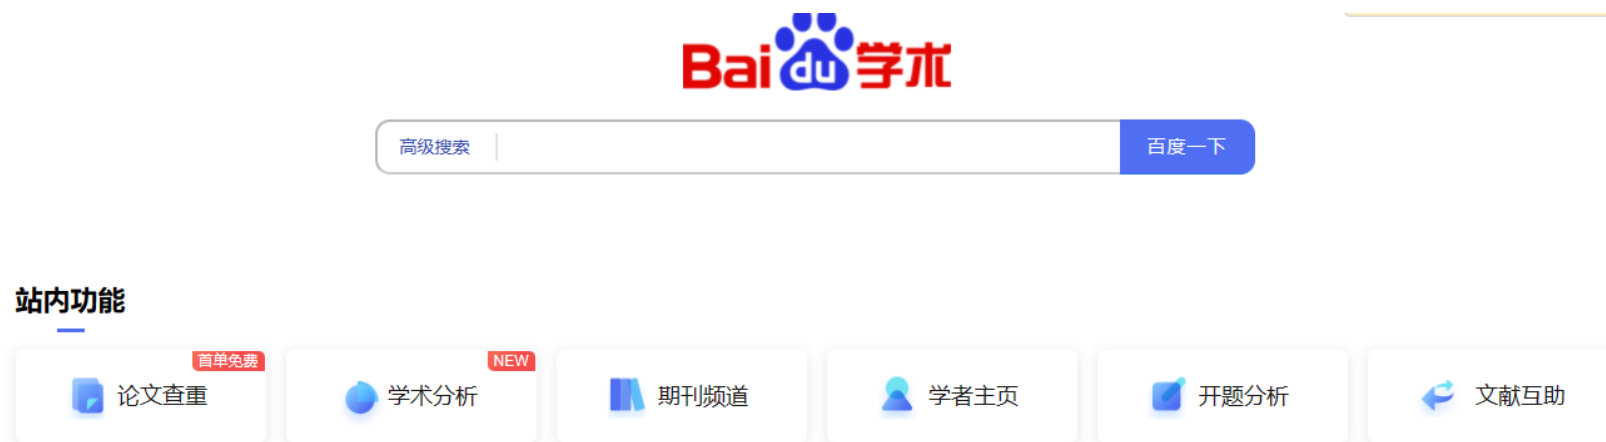 Bai du 学术
高级搜索 百度一下
站内功能
首单免费 NEW
论文查重 学术分析 期刊频道 学者主页 开题分析 文献互助